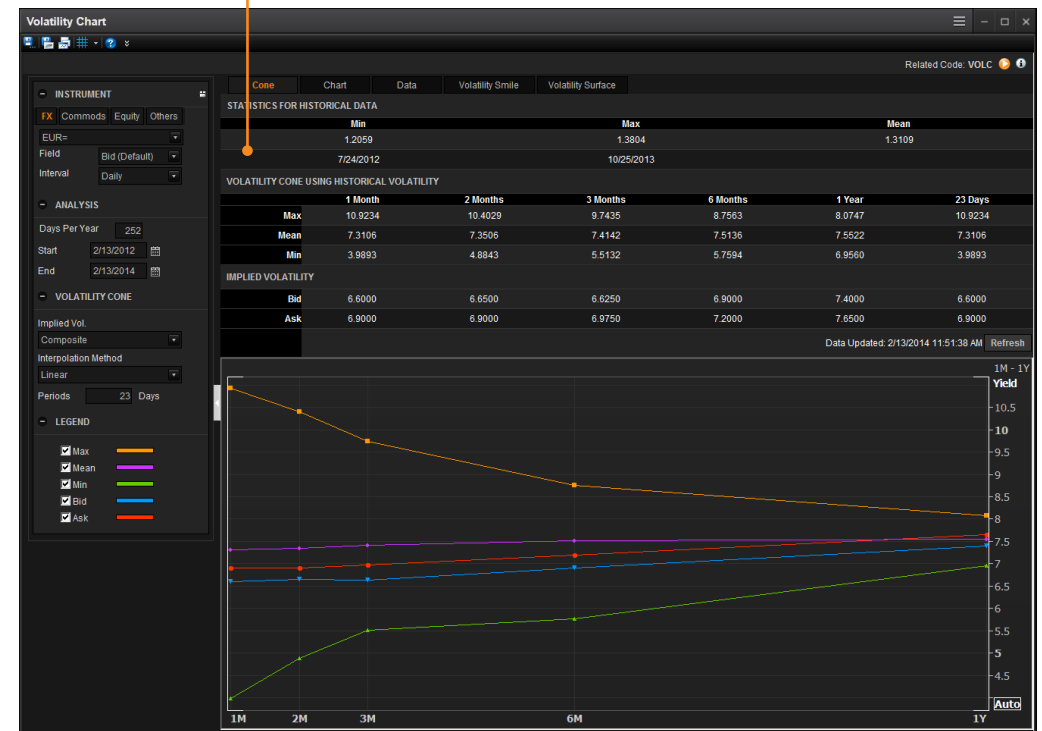 Volatility Chart
Related Code: VOLC
INSTRUMENT
FX Commods Equity Others
EUR=
Field Bid (Default)
Interval Daily
ANALYSIS
Days Per Year 252
Start 2/13/2012
End 2/13/2014
VOLATILITY CONE
Implied Vol.
Composite
Interpolation Method
Linear
Periods 23 Days
LEGEND
Max
Mean
Min
Bid
Ask
Cone Chart Data Volatility Smile Volatility Surface
STATISTICS FOR HISTORICAL DATA
Min Max Mean
1.2059 1.3804 1.3109
7/24/2012 10/25/2013
VOLATILITY CONE USING HISTORICAL VOLATILITY
1 Month 2 Months 3 Months 6 Months 1 Year 23 Days
Max 10.9234 10.4029 9.7435 8.7563 8.0747 10.9234
Mean 7.3106 7.3506 7.4142 7.5136 7.5522 7.3106
Min 3.9893 4.8843 5.5132 5.7594 6.9560 3.9893
IMPLIED VOLATILITY
Bid 6.6000 6.6500 6.6250 6.9000 7.4000 6.6000
Ask 6.9000 6.9000 6.9750 7.2000 7.6500 6.9000
Data Updated: 2/13/2014 11:51:38 AM Refresh
1M - 1Y
Yield
10.5
10
9.5
9
8.5
8
7.5
7
6.5
6
5.5
5
4.5
Auto
1M 2M 3M 6M 1Y